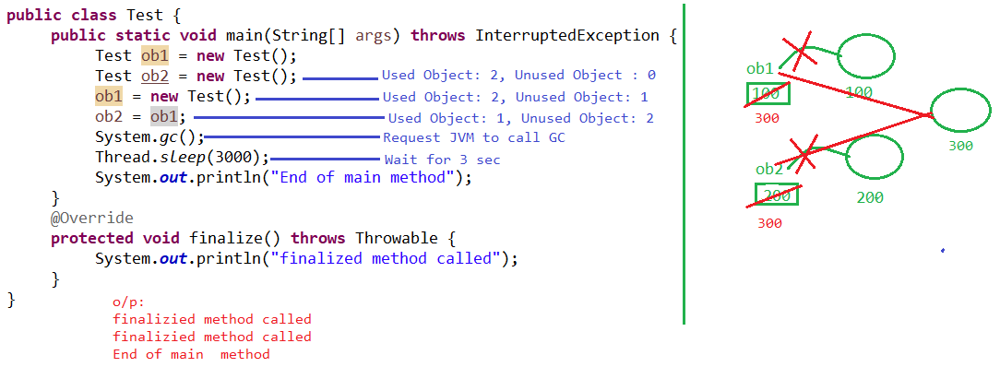 public class Test {
public static void main(String[] args) throws InterruptedException {
Test ob1 = new Test();
Test ob2 = new Test(); Used Object: 2, Unused Object : 0
ob1 = new Test(); Used Object: 2, Unused Object: 1
ob2 = ob1; Used Object: 1, Unused Object: 2
System.gc(); Request JVM to call GC
Thread.sleep(3000); Wait for 3 sec
System.out.println("End of main method");
}
@Override
protected void finalize() throws Throwable {
System.out.println("finalized method called");
}
}
o/p:
finalizied method called
finalizied method called
End of main method
ob1
100
300
100
300
ob2
200
300
200